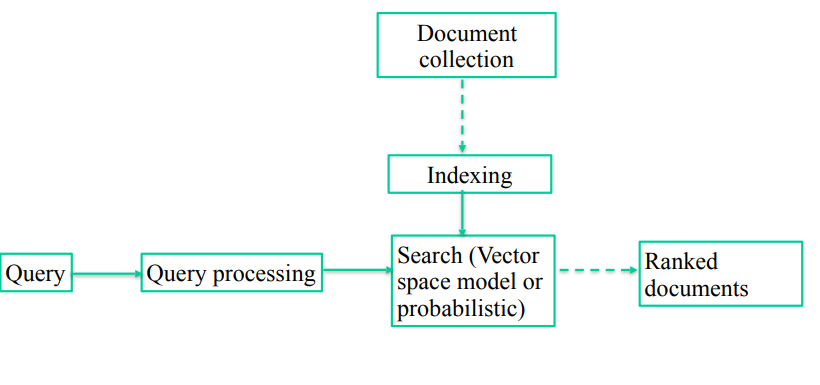 Document
collection
Indexing
Query
Query processing
Search (Vector
space model or
probabilistic)
Ranked
documents